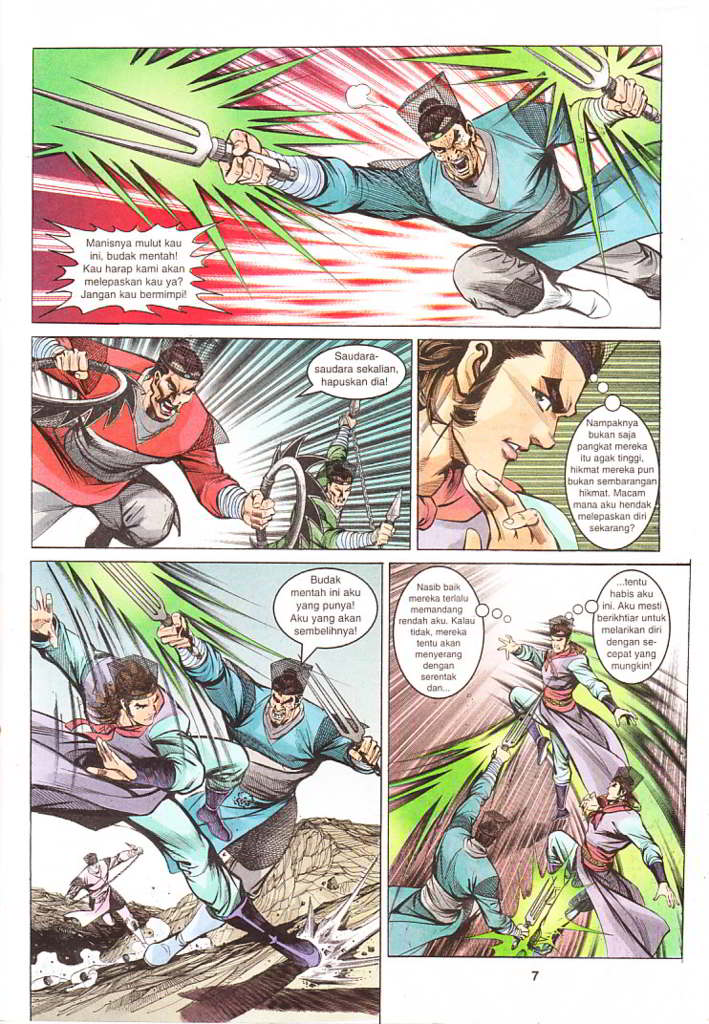 Manisnya mulut kau
ini, budak mentah!
Kau harap kami akan
melepaskan kau ya?
Jangan kau bermimpi!
Saudara-
saudara sekalian,
hapuskan dia!
Nampaknya
bukan saja
pangkat mereka
itu agak tinggi,
hikmat mereka pun
bukan sembarangan
hikmat. Macam
mana aku hendak
melepaskan diri
sekarang?
Budak
mentah ini aku
yang punya!
Aku yang akan
sembelihnya!
Nasib baik
mereka terlalu
memandang
rendah aku. Kalau
tidak, mereka
tentu akan
menyerang
dengan
serentak
dan...
...tentu
habis aku
ini. Aku mesti
berikhtiar untuk
melarikan diri
dengan se-
cepat yang
mungkin!
7